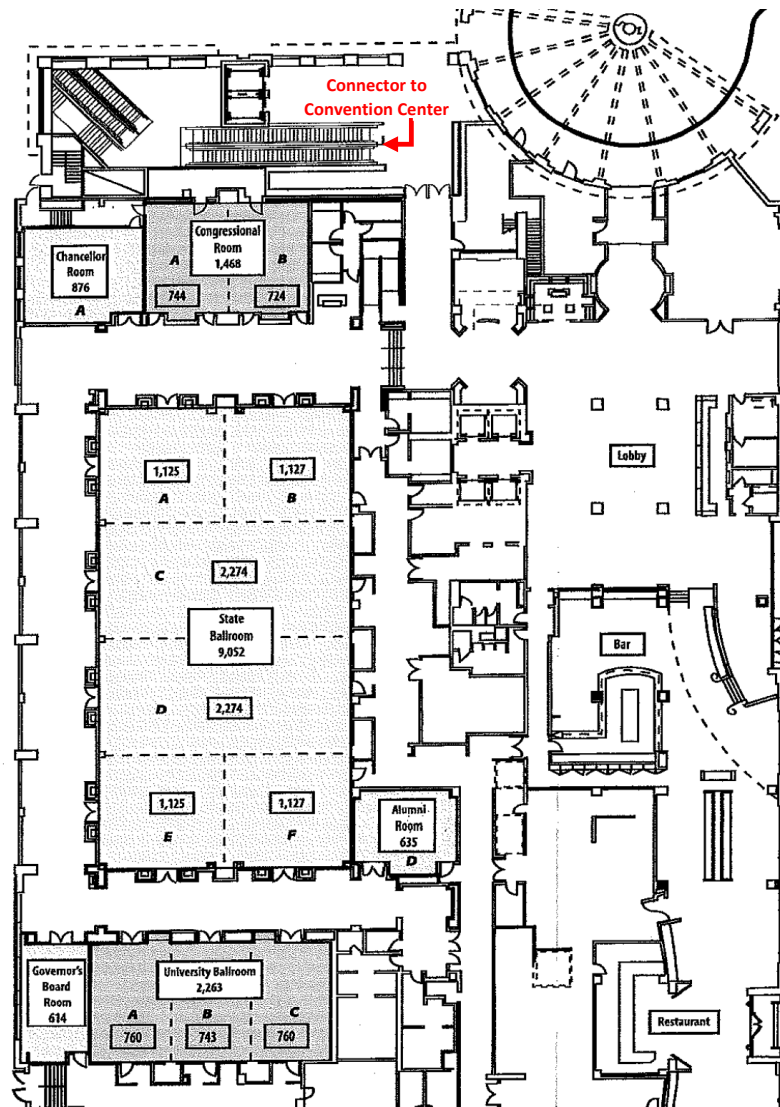 Connector to
Convention Center
Congressional
Room
1,468
A
B
744
724
Chancellor
Room
876
A
1,125
A
1,127
B
C
2,274
State
Ballroom
9,052
D
2,274
1,125
E
1,127
F
Lobby
Bar
Alumni
Room
635
D
Governor's
Board
Room
614
University Ballroom
2,263
A
B
C
760
743
760
Restaurant